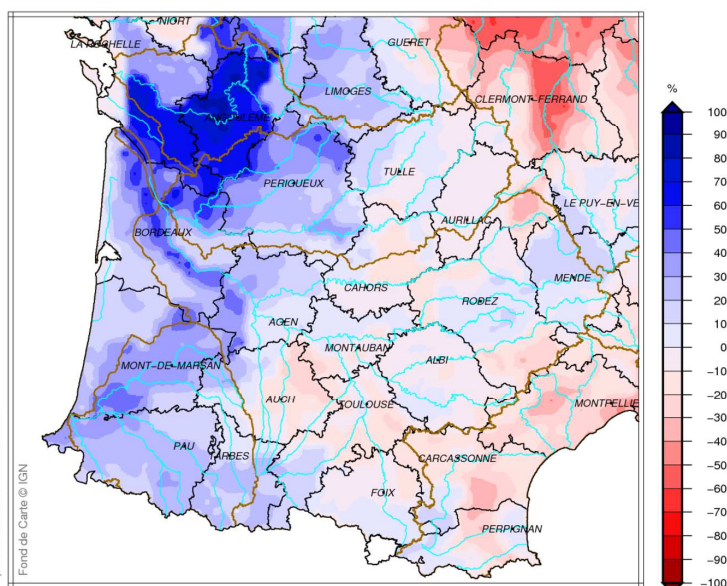 NIORT
LA ROCHELLE
GUERET
LIMOGES
CLERMONT-FERRAND
ANGOULEME
TULLE
PERIGUEUX
LE PUY-EN-VE
AURILLAC
BORDEAUX
MENDE
CAHORS
RODEZ
AGEN
MONTAUBAN
ALBI
MONT-DE-MARSAN
AUCH
TOULOUSE
MONTPELLIE
PAU
TARBES
CARCASSONNE
FOIX
PERPIGNAN
%
100
90
80
70
60
50
40
30
20
10
0
-10
-20
-30
-40
-50
-60
-70
-80
-90
-100
Fond de Carte © IGN